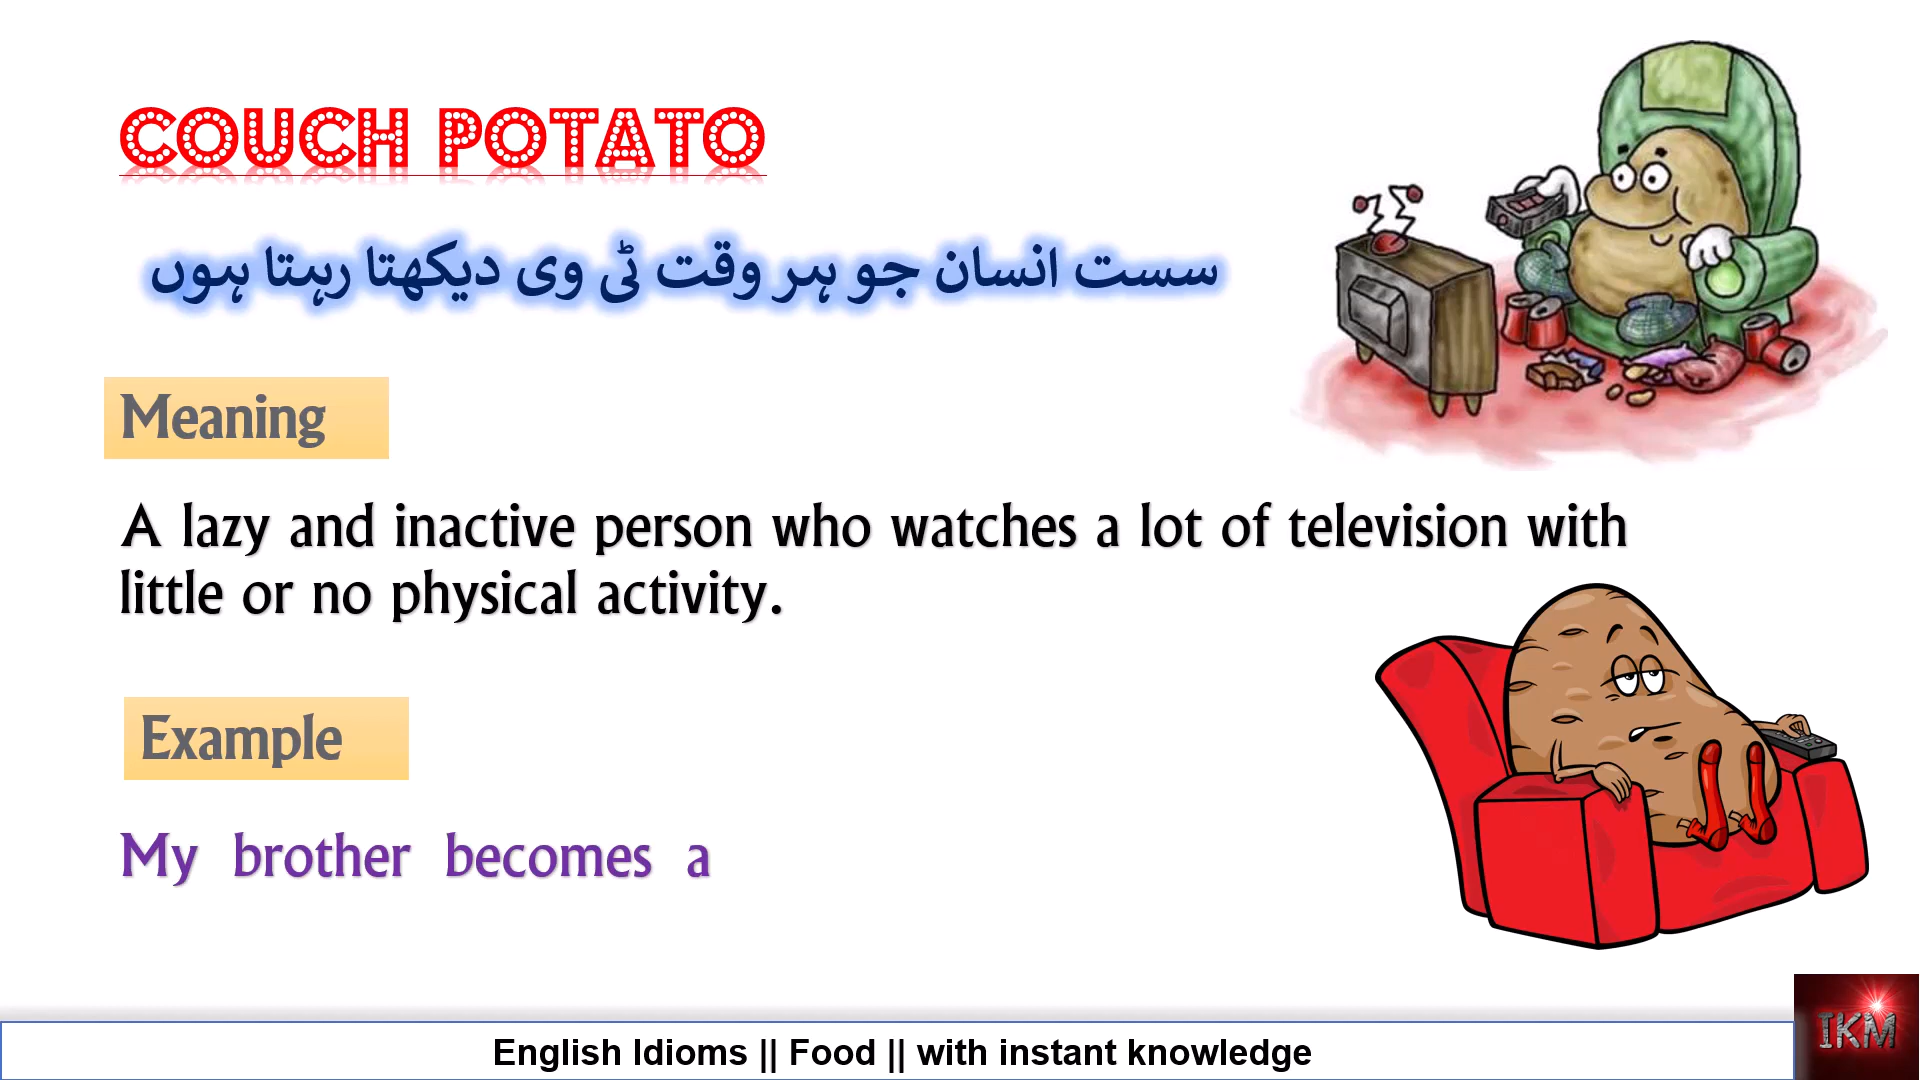 COUCH POTATO
سست انسان جو ہر وقت ٹی وی دیکھتا رہتا ہوں
Meaning
A lazy and inactive person who watches a lot of television with
little or no physical activity.
Example
My brother becomes a
English Idioms || Food || with instant knowledge
IKM